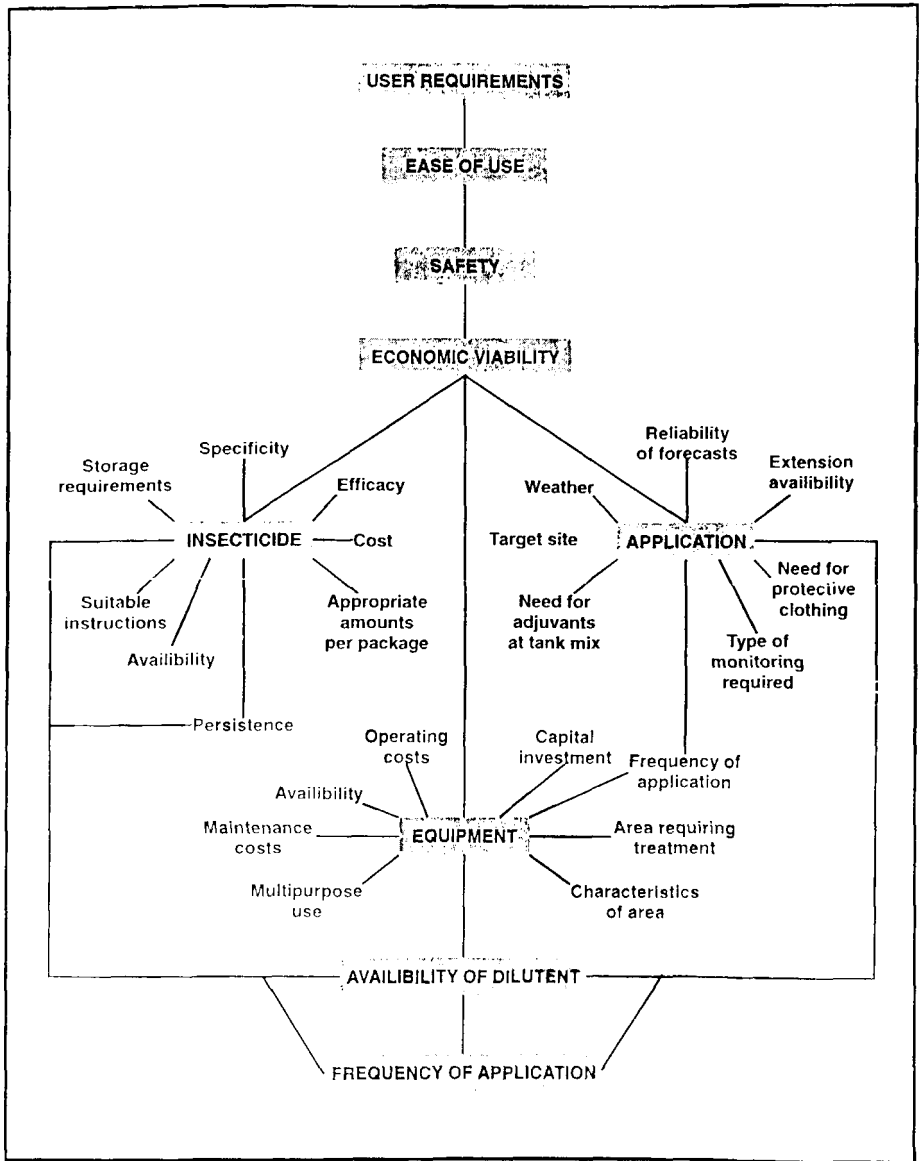 USER REQUIREMENTS
EASE OF USE
SAFETY
ECONOMIC VIABILITY
Specificity
Storage
requirements
Efficacy
INSECTICIDE
Cost
Suitable
instructions
Availibility
Appropriate
amounts
per package
Persistence
Reliability
of forecasts
Weather
Extension
availibility
Target site
APPLICATION
Need for
adjuvants
at tank mix
Need for
protective
clothing
Type of
monitoring
required
Operating
costs
Capital
investment
Frequency of
application
Availibility
Maintenance
costs
EQUIPMENT
Area requiring
treatment
Multipurpose
use
Characteristics
of area
AVAILIBILITY OF DILUTENT
FREQUENCY OF APPLICATION